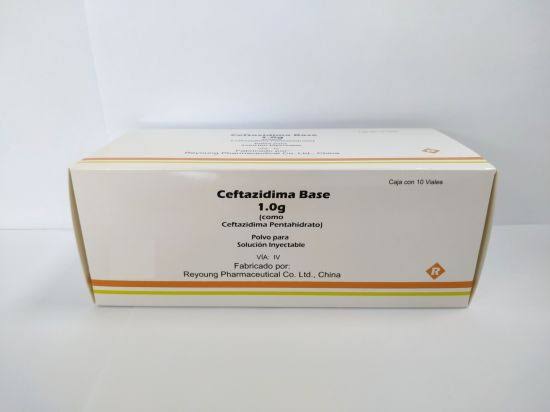 Ceftazidima Base
1.0g
Reyoung Pharmaceutical Co. Ltd., China
Caja con 10 Viales
Ceftazidima Base
1.0g
(como
Ceftazidima Pentahidrato)
Polvo para
Solución Inyectable
VÍA: IV
Fabricado por:
Reyoung Pharmaceutical Co. Ltd., China
R